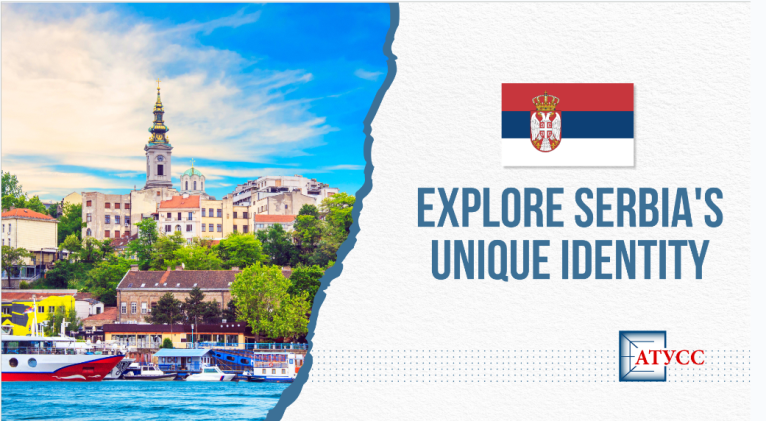 EXPLORE SERBIA'S
UNIQUE IDENTITY
АТУСС